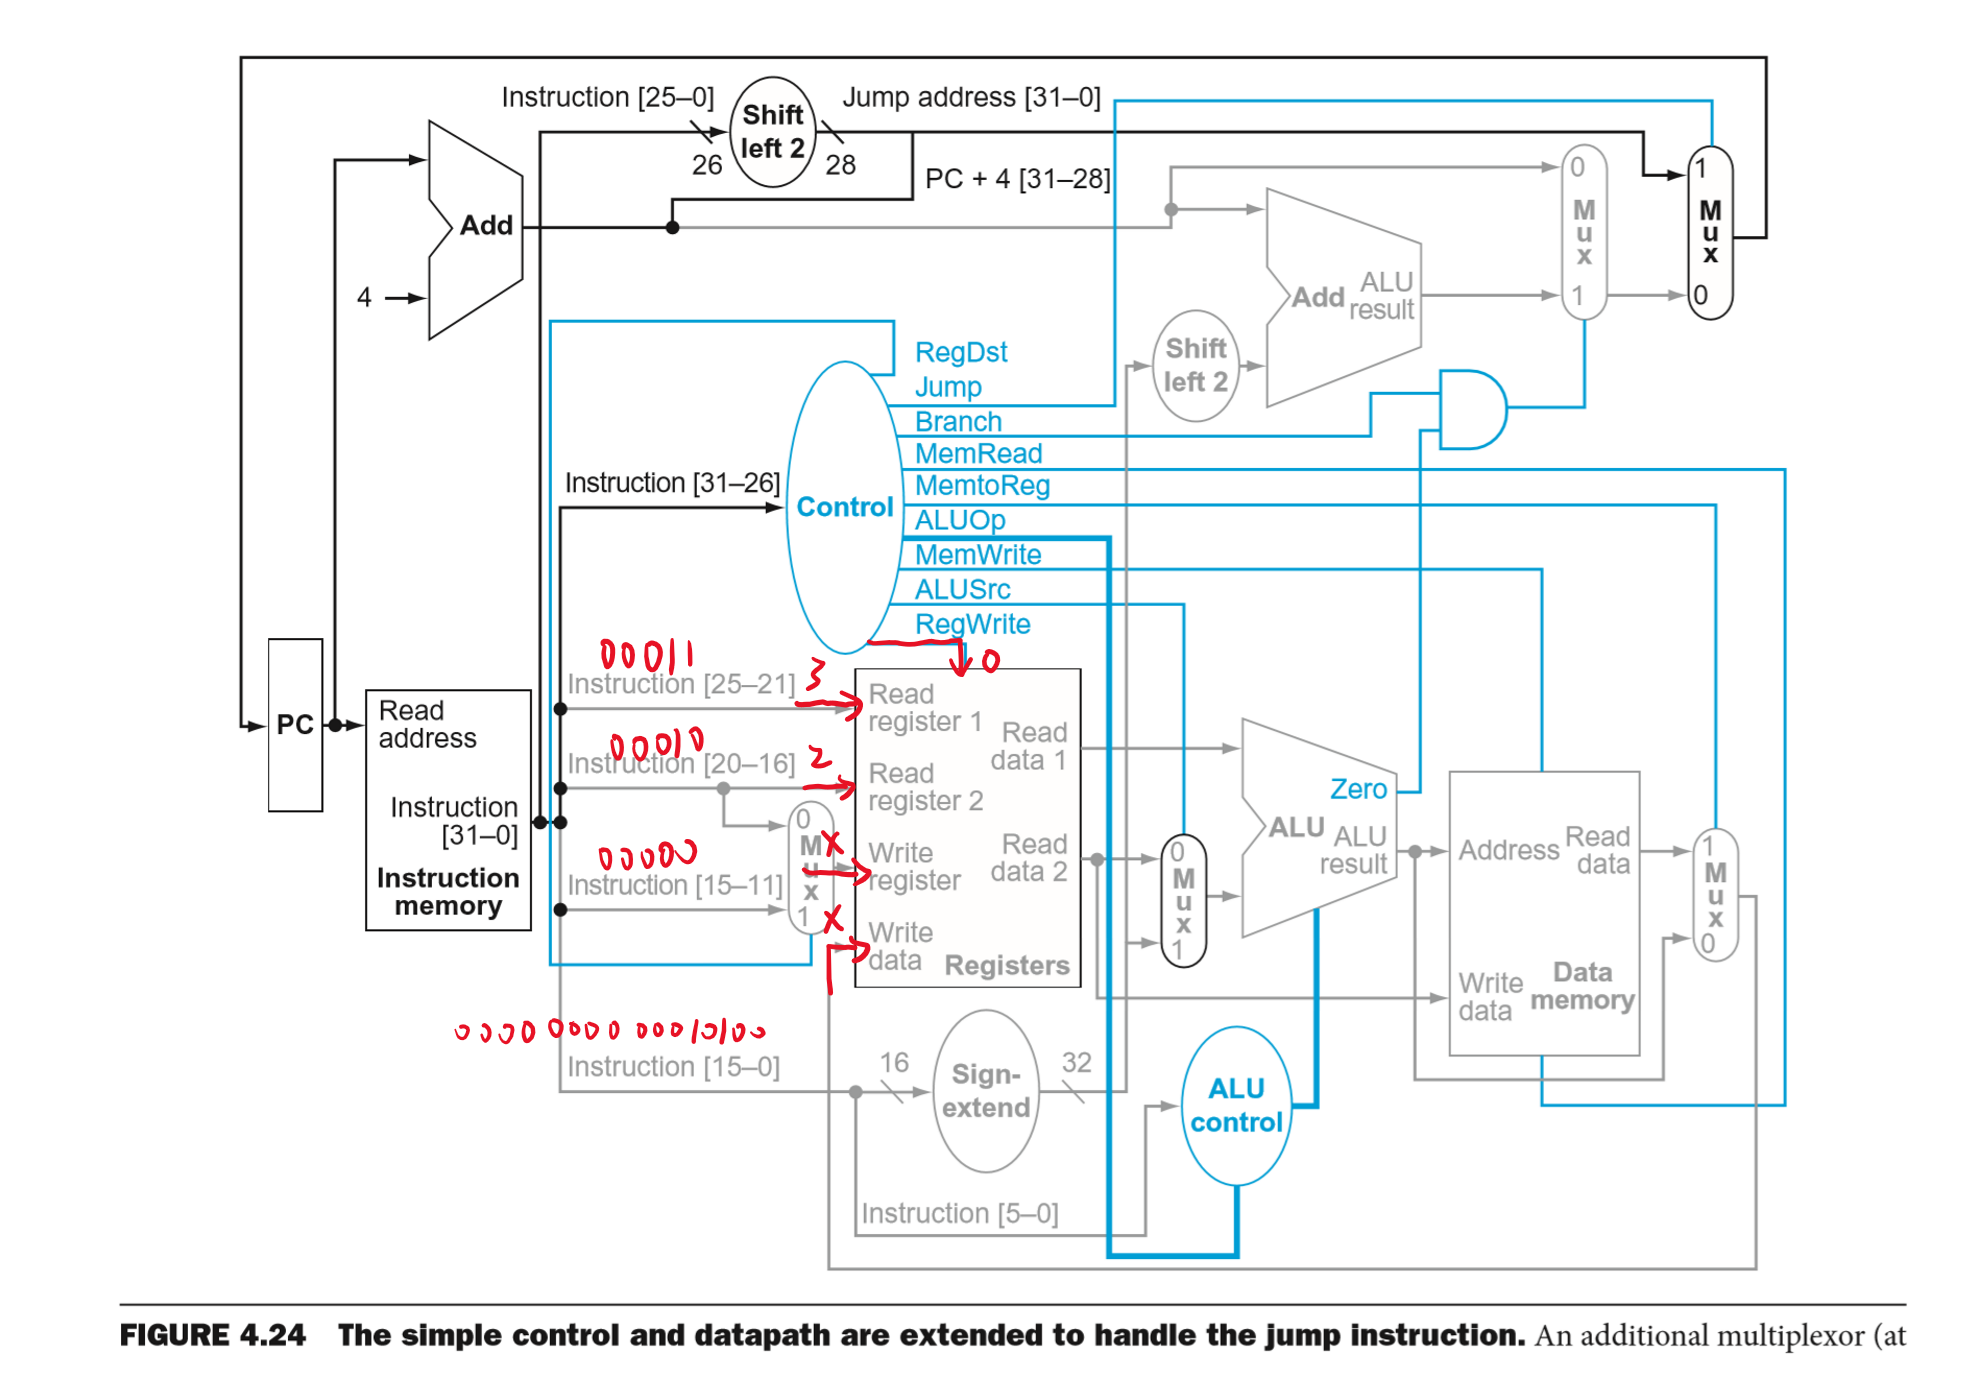 Instruction [25–0]
Shift
left 2
Jump address [31–0]
26
28
PC + 4 [31–28]
Add
4
0
M
u
x
1
1
M
u
x
0
Add
ALU
result
Shift
left 2
RegDst
Jump
Branch
MemRead
MemtoReg
ALUOp
MemWrite
ALUSrc
RegWrite
Instruction [31–26]
Control
00011
3
0
Instruction [25–21]
Read
register 1
00010
2
Instruction [20–16]
Read
register 2
PC
Read
address
Instruction
[31–0]
Instruction
memory
0
M
u
x
1
X
X
00000
Instruction [15–11]
Write
register
Write
data
Read
data 1
Read
data 2
Registers
0
M
u
x
1
Zero
ALU
ALU
result
Address
Read
data
Write
data
Data
memory
1
M
u
x
0
00000 0000 00010100
Instruction [15–0]
16
Sign-
extend
32
ALU
control
Instruction [5–0]
FIGURE 4.24 The simple control and datapath are extended to handle the jump instruction. An additional multiplexor (at